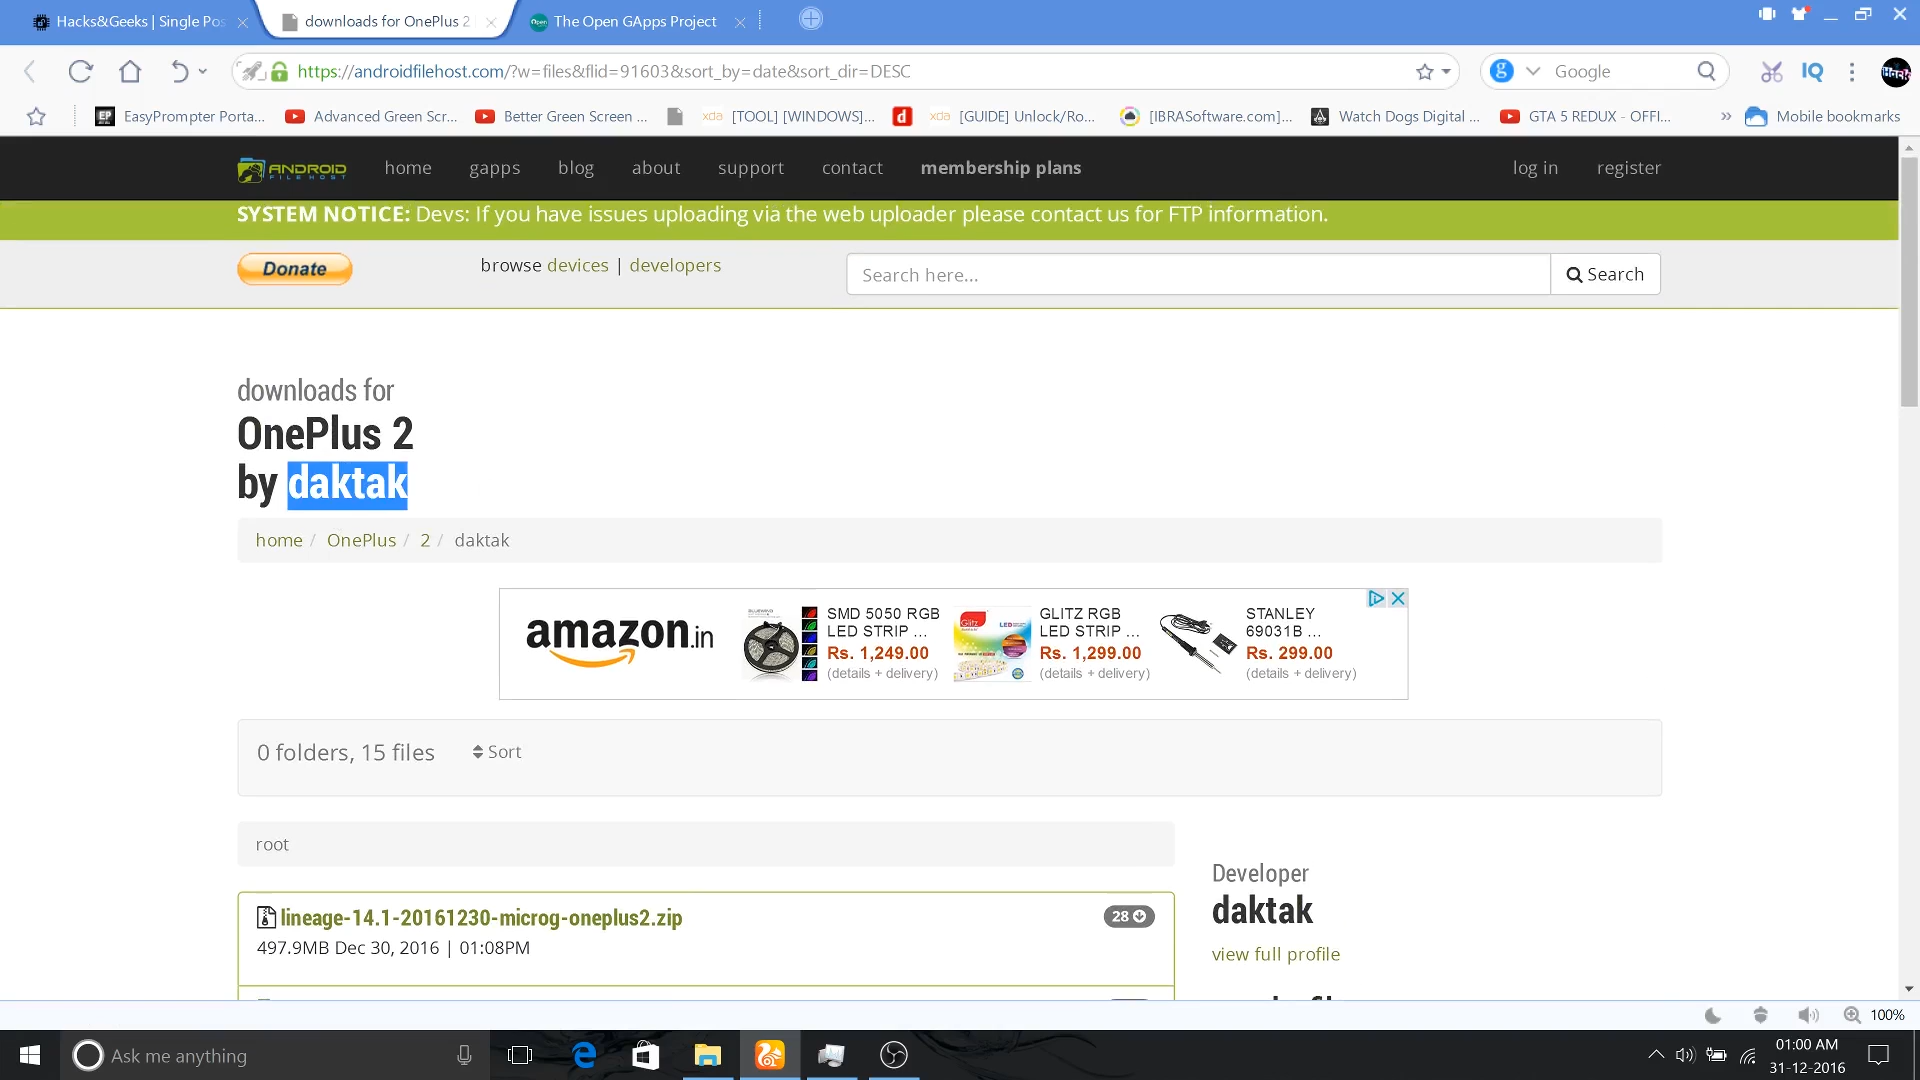 Hacks&Geeks | Single Pos
downloads for OnePlus 2
The Open GApps Project
https://androidfilehost.com/?w=files&flid=91603&sort_by=date&sort_dir=DESC
Google
IQ
EasyPrompter Porta...
Advanced Green Scr...
Better Green Screen ...
[TOOL] [WINDOWS]...
[GUIDE] Unlock/Ro...
[IBRASoftware.com]...
Watch Dogs Digital ...
GTA 5 REDUX - OFFI...
Mobile bookmarks
ANDROID FILE HOST
home
gapps
blog
about
support
contact
membership plans
log in
register
SYSTEM NOTICE: Devs: If you have issues uploading via the web uploader please contact us for FTP information.
Donate
browse devices | developers
Search here...
Search
downloads for
OnePlus 2
by daktak
home / OnePlus / 2 / daktak
amazon.in
SMD 5050 RGB
LED STRIP ...
Rs. 1,249.00
(details + delivery)
GLITZ RGB
LED STRIP ...
Rs. 1,299.00
(details + delivery)
STANLEY
69031B ...
Rs. 299.00
(details + delivery)
0 folders, 15 files
Sort
root
lineage-14.1-20161230-microg-oneplus2.zip
28
497.9MB Dec 30, 2016 | 01:08PM
Developer
daktak
view full profile
100%
Ask me anything
01:00 AM
31-12-2016